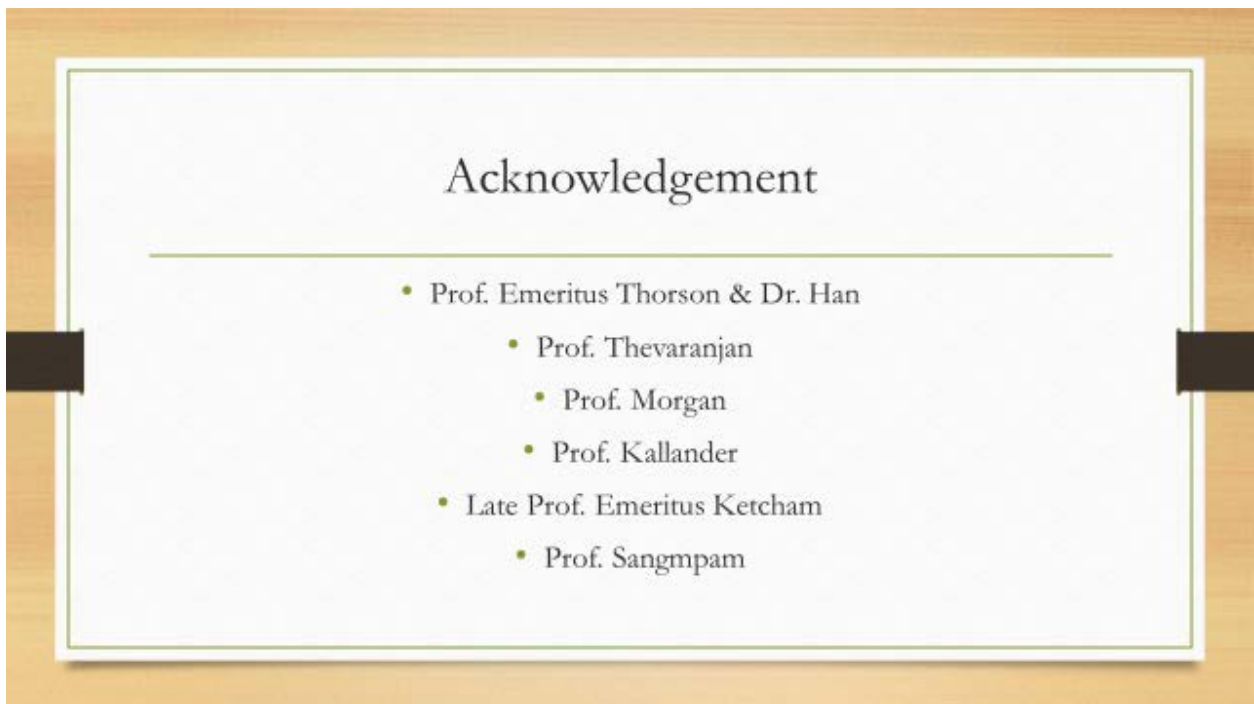 Acknowledgement
• Prof. Emeritus Thorson & Dr. Han
• Prof. Thevaranjan
• Prof. Morgan
• Prof. Kallander
• Late Prof. Emeritus Ketcham
• Prof. Sangmpam